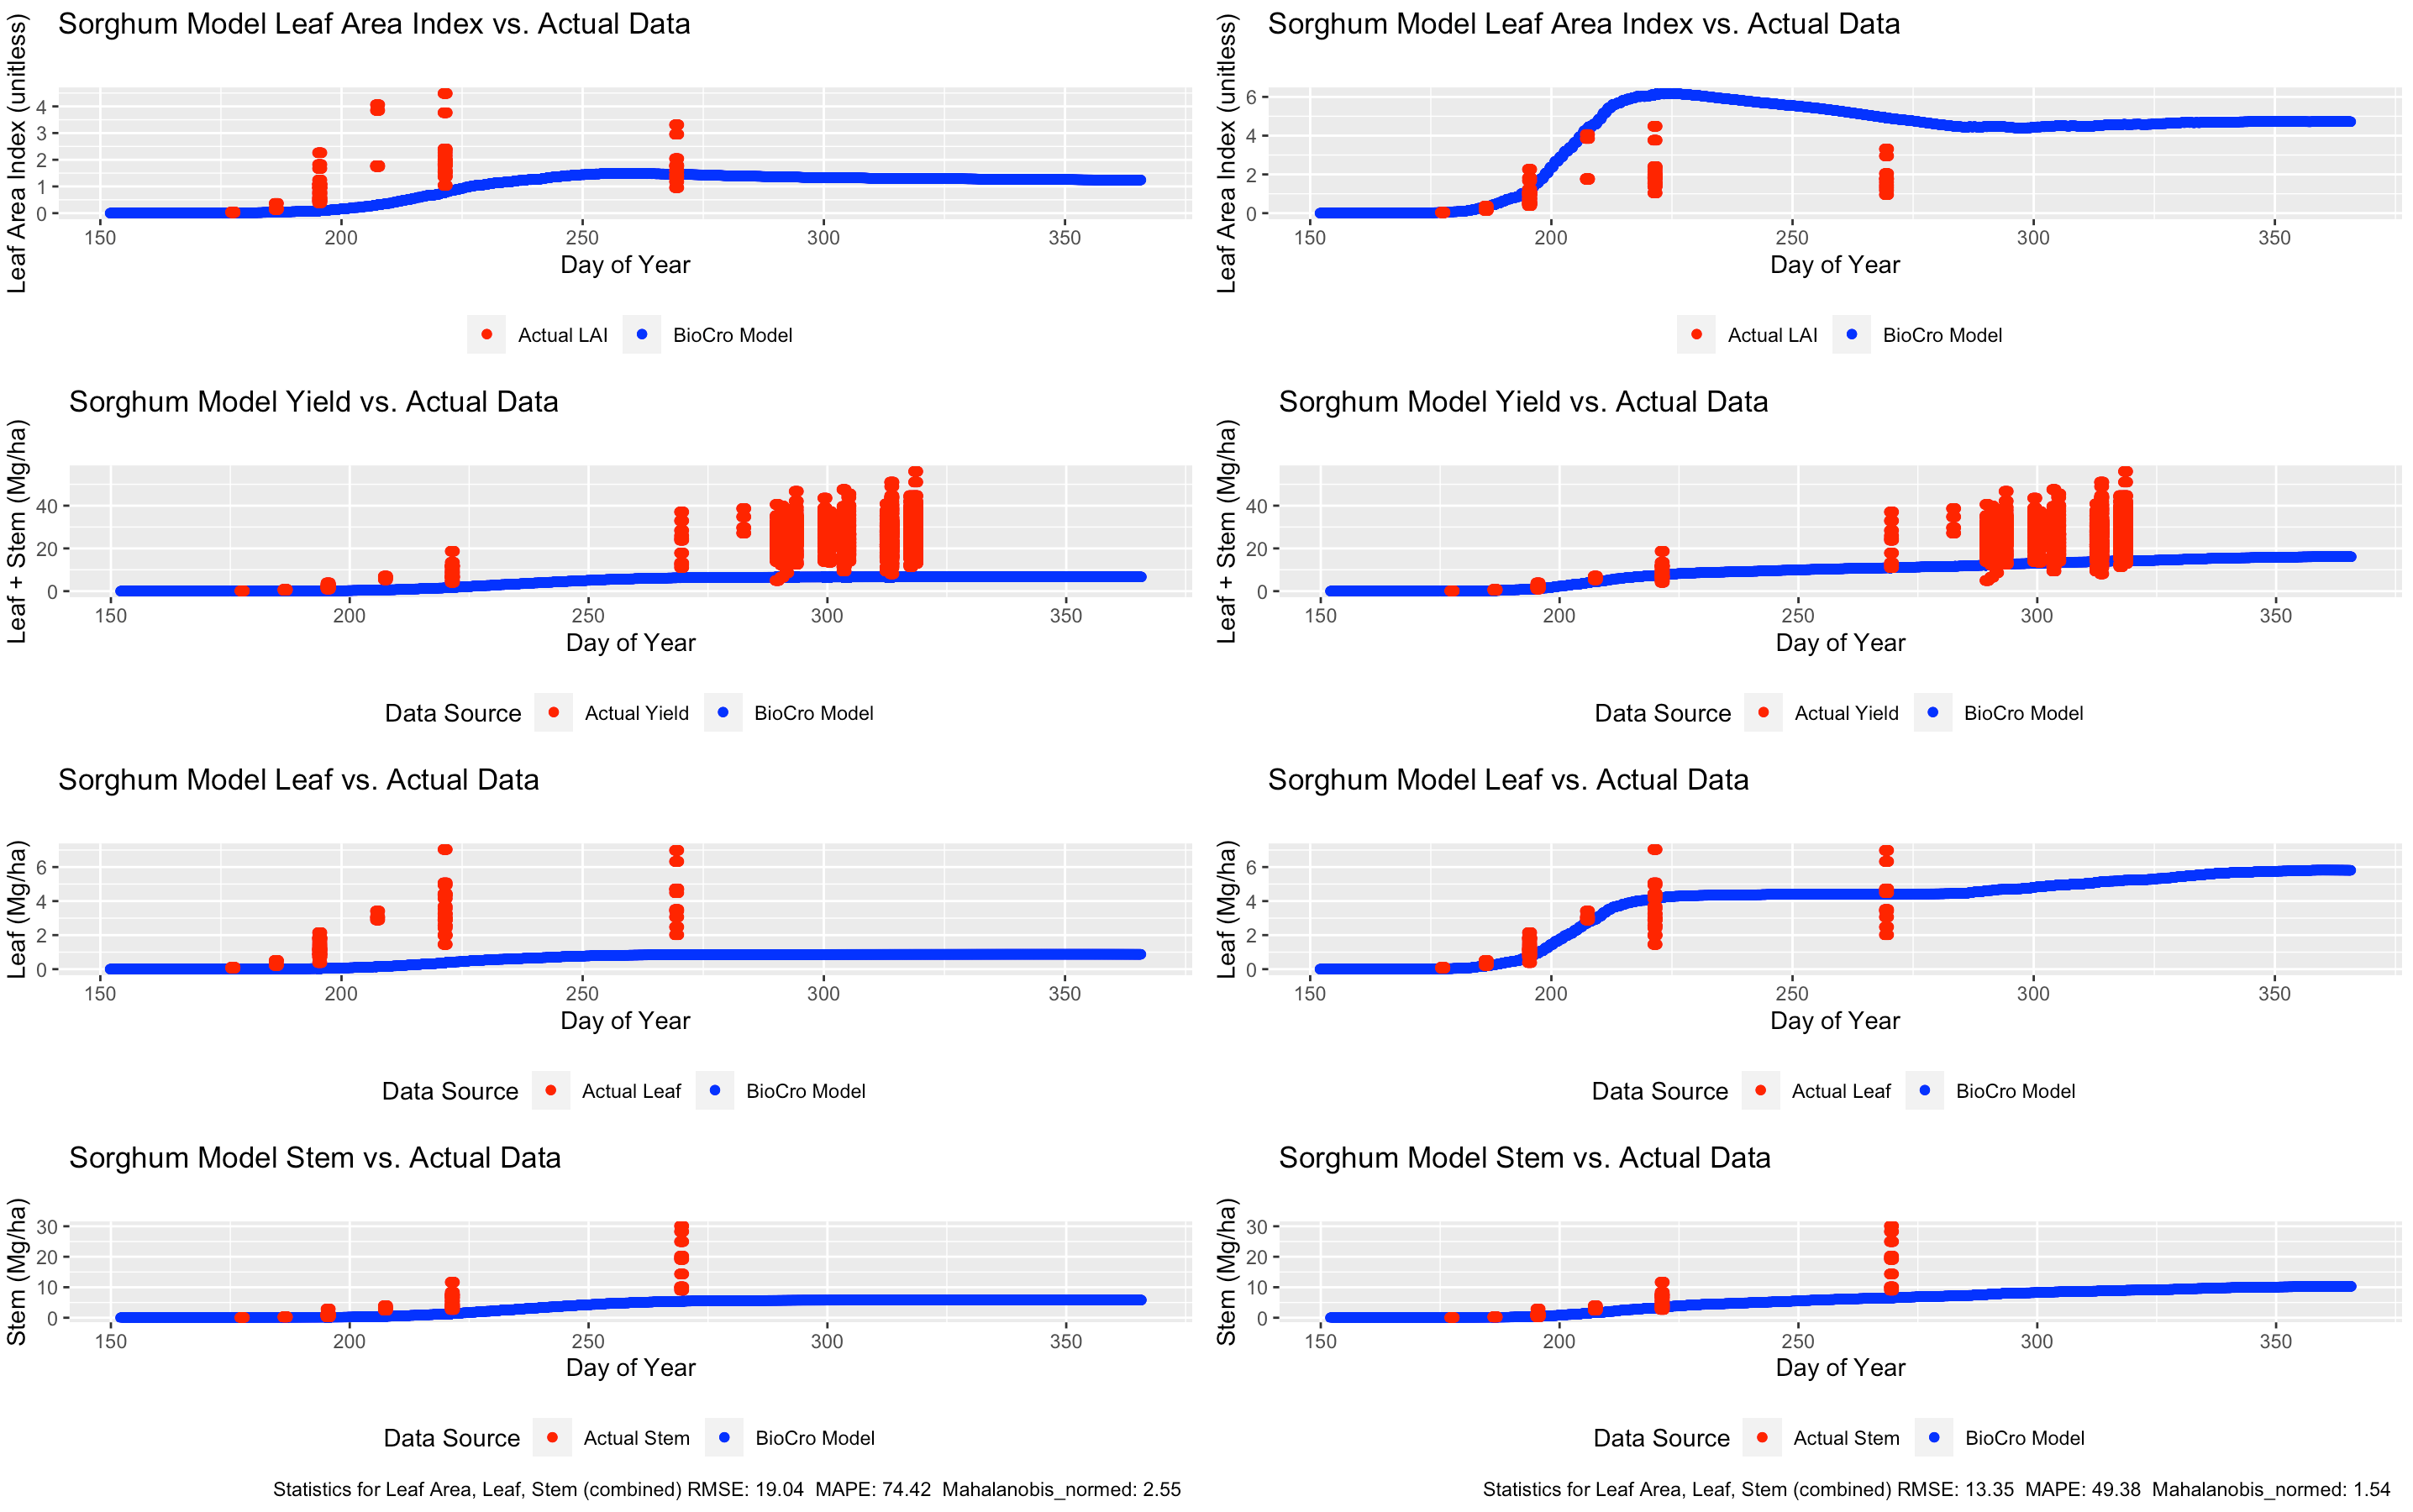 Sorghum Model Leaf Area Index vs. Actual Data
Leaf Area Index (unitless)
4
3
2
1
0
150 200 250 300 350
Day of Year
Actual LAI BioCro Model
Sorghum Model Yield vs. Actual Data
Leaf + Stem (Mg/ha)
40
20
0
150 200 250 300 350
Day of Year
Data Source Actual Yield BioCro Model
Sorghum Model Leaf vs. Actual Data
Leaf (Mg/ha)
6
4
2
0
150 200 250 300 350
Day of Year
Data Source Actual Leaf BioCro Model
Sorghum Model Stem vs. Actual Data
Stem (Mg/ha)
30
20
10
0
150 200 250 300 350
Day of Year
Data Source Actual Stem BioCro Model
Statistics for Leaf Area, Leaf, Stem (combined) RMSE: 19.04 MAPE: 74.42 Mahalanobis_normed: 2.55
Sorghum Model Leaf Area Index vs. Actual Data
Leaf Area Index (unitless)
6
4
2
0
150 200 250 300 350
Day of Year
Actual LAI BioCro Model
Sorghum Model Yield vs. Actual Data
Leaf + Stem (Mg/ha)
40
20
0
150 200 250 300 350
Day of Year
Data Source Actual Yield BioCro Model
Sorghum Model Leaf vs. Actual Data
Leaf (Mg/ha)
6
4
2
0
150 200 250 300 350
Day of Year
Data Source Actual Leaf BioCro Model
Sorghum Model Stem vs. Actual Data
Stem (Mg/ha)
30
20
10
0
150 200 250 300 350
Day of Year
Data Source Actual Stem BioCro Model
Statistics for Leaf Area, Leaf, Stem (combined) RMSE: 13.35 MAPE: 49.38 Mahalanobis_normed: 1.54